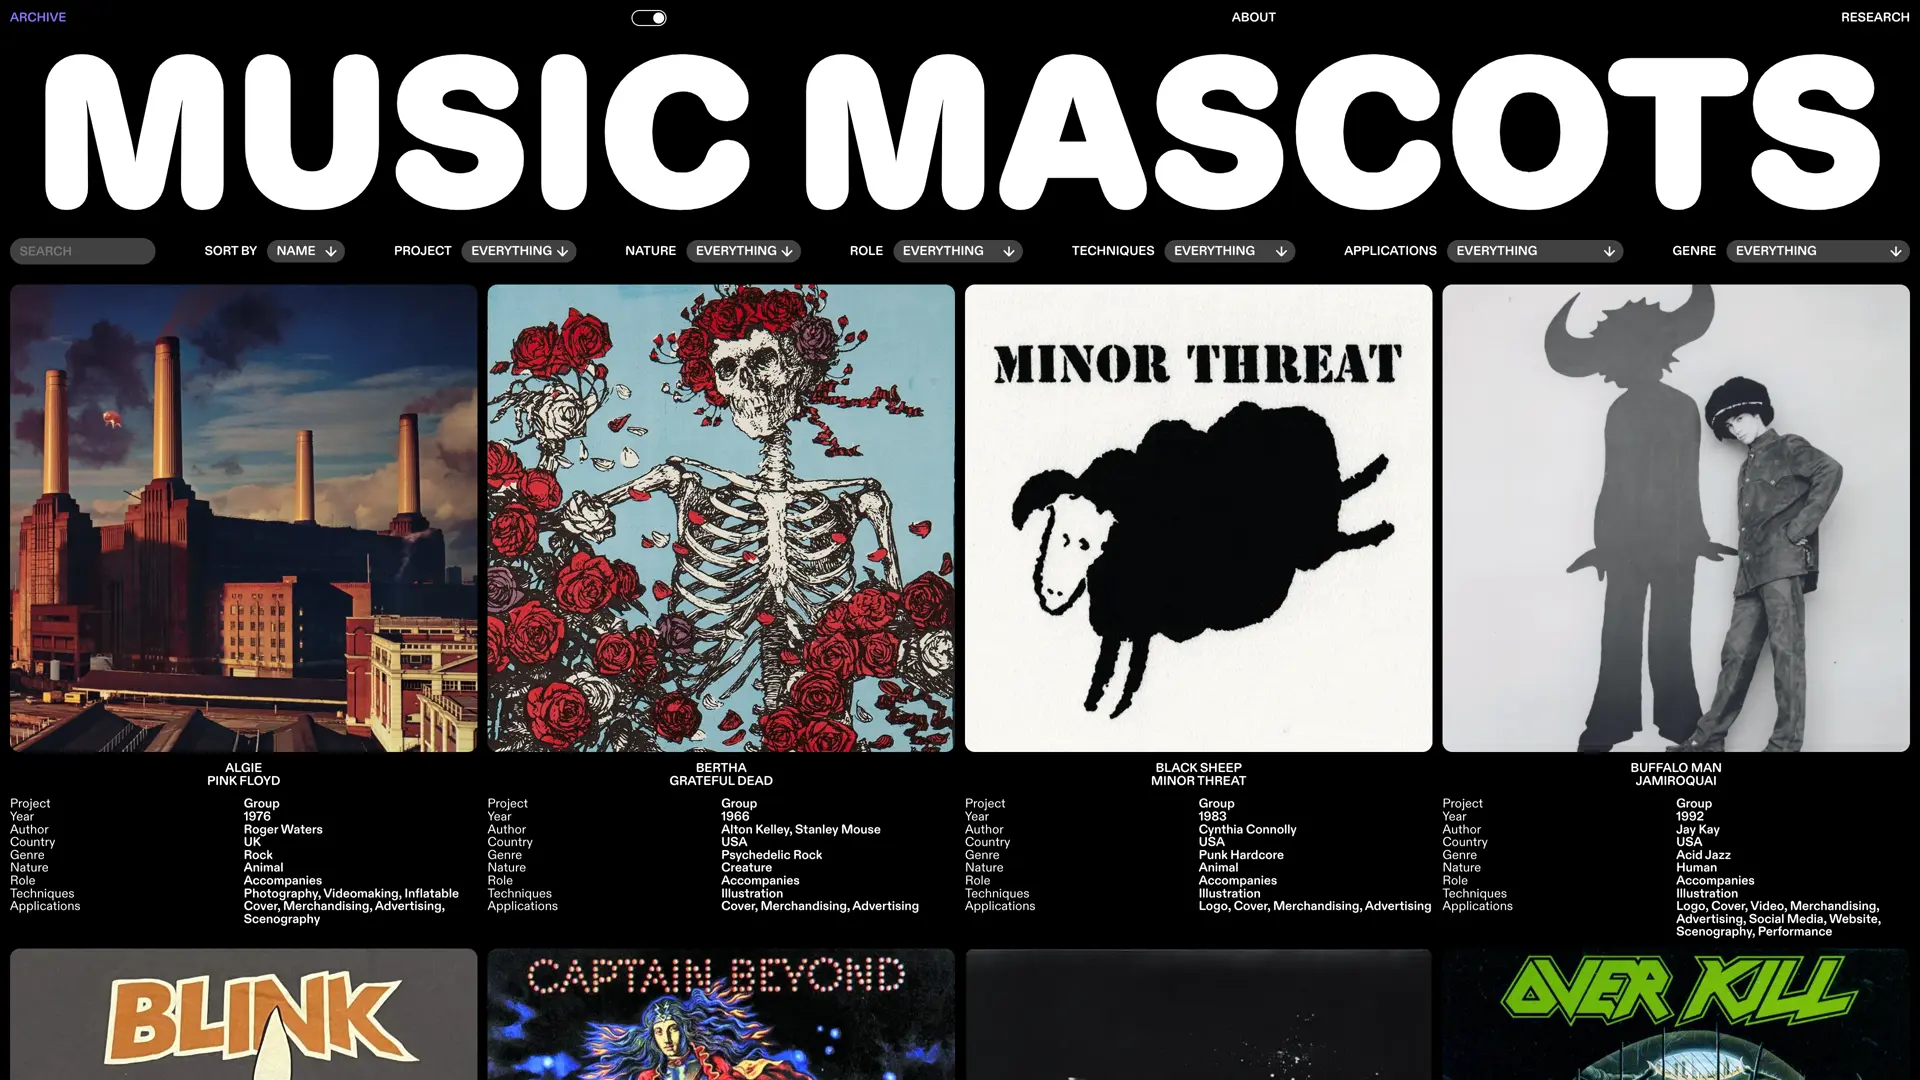 ARCHIVE
ABOUT
RESEARCH
MUSIC MASCOTS
SEARCH
SORT BY NAME ↓
PROJECT EVERYTHING ↓
NATURE EVERYTHING ↓
ROLE EVERYTHING ↓
TECHNIQUES EVERYTHING ↓
APPLICATIONS EVERYTHING ↓
GENRE EVERYTHING ↓
MINOR THREAT
ALGIE
PINK FLOYD
Project Group
Year 1976
Author Roger Waters
Country UK
Genre Rock
Nature Animal
Role Accompanies
Techniques Photography, Videomaking, Inflatable
Applications Cover, Merchandising, Advertising,
Scenography
BERTHA
GRATEFUL DEAD
Project Group
Year 1966
Author Alton Kelley, Stanley Mouse
Country USA
Genre Psychedelic Rock
Nature Creature
Role Accompanies
Techniques Illustration
Applications Cover, Merchandising, Advertising
BLACK SHEEP
MINOR THREAT
Project Group
Year 1983
Author Cynthia Connolly
Country USA
Genre Punk Hardcore
Nature Animal
Role Accompanies
Techniques Illustration
Applications Logo, Cover, Merchandising, Advertising
BUFFALO MAN
JAMIROQUAI
Project Group
Year 1992
Author Jay Kay
Country USA
Genre Acid Jazz
Nature Human
Role Accompanies
Techniques Illustration
Applications Logo, Cover, Video, Merchandising,
Advertising, Social Media, Website,
Scenography, Performance
BLINK
CAPTAIN BEYOND
OVER KILL